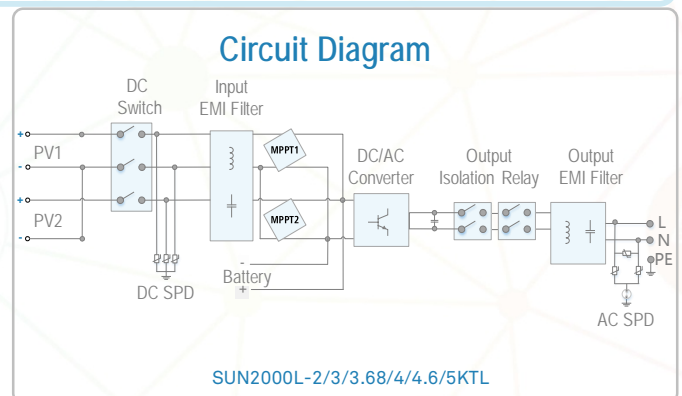 Circuit Diagram
DC
Switch
Input
EMI Filter
+
PV1
-
+
PV2
-
MPPT1
MPPT2
DC/AC
Converter
Output
Isolation Relay
Output
EMI Filter
L
N
PE
-
Battery
+
DC SPD
AC SPD
SUN2000L-2/3/3.68/4/4.6/5KTL